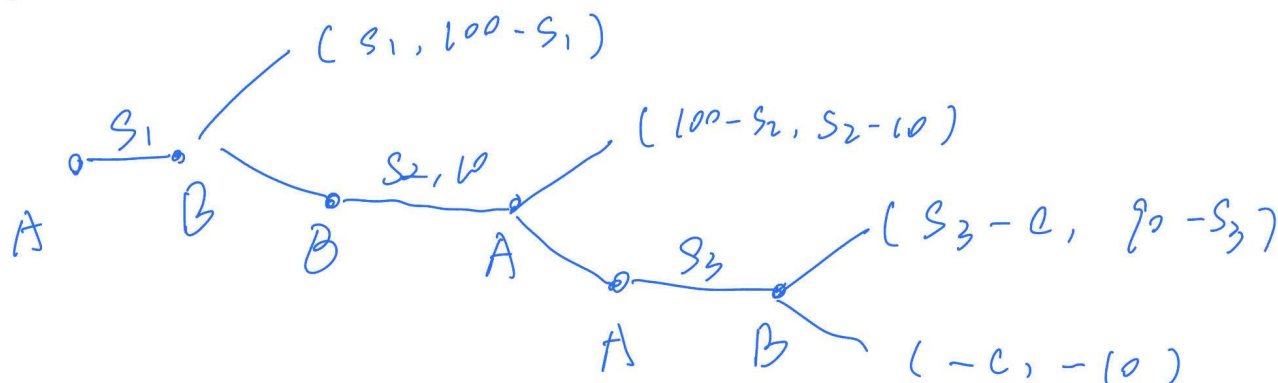 (S1, 100-S1)
S1
(100-S2, S2-10)
S2, 10
A
B
B
A
S3
(S3-c, 90-S3)
A
B
(-c, -10)